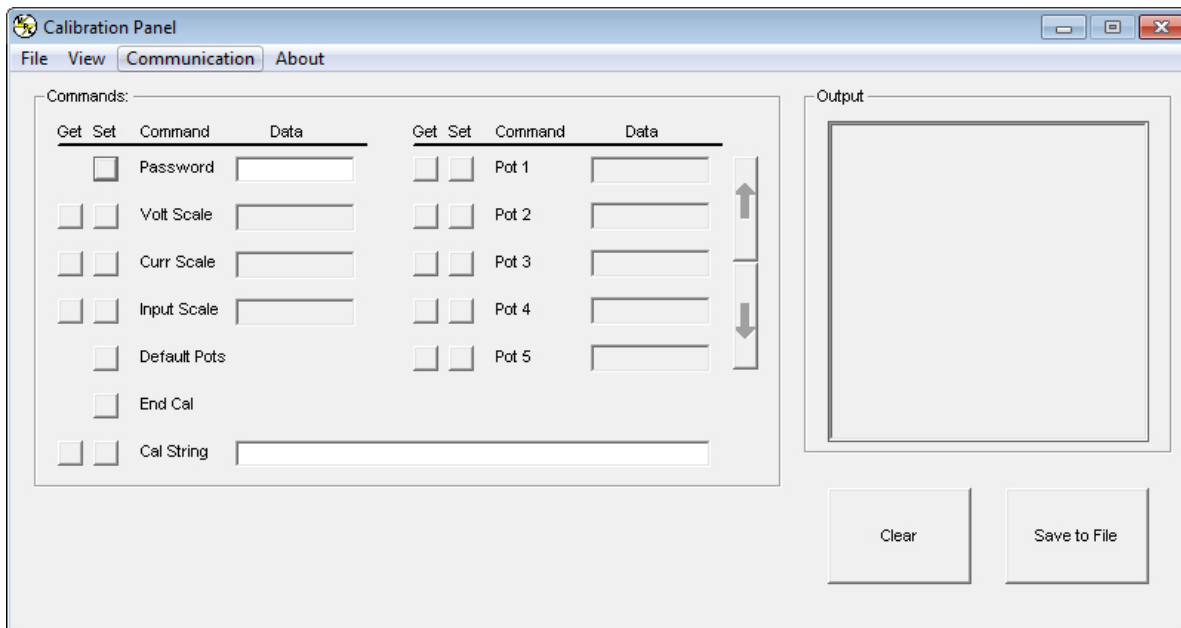 Calibration Panel
File View Communication About
Commands:
Get Set Command Data
Password
Volt Scale
Curr Scale
Input Scale
Default Pots
End Cal
Cal String
Get Set Command Data
Pot 1
Pot 2
Pot 3
Pot 4
Pot 5
Output
Clear
Save to File